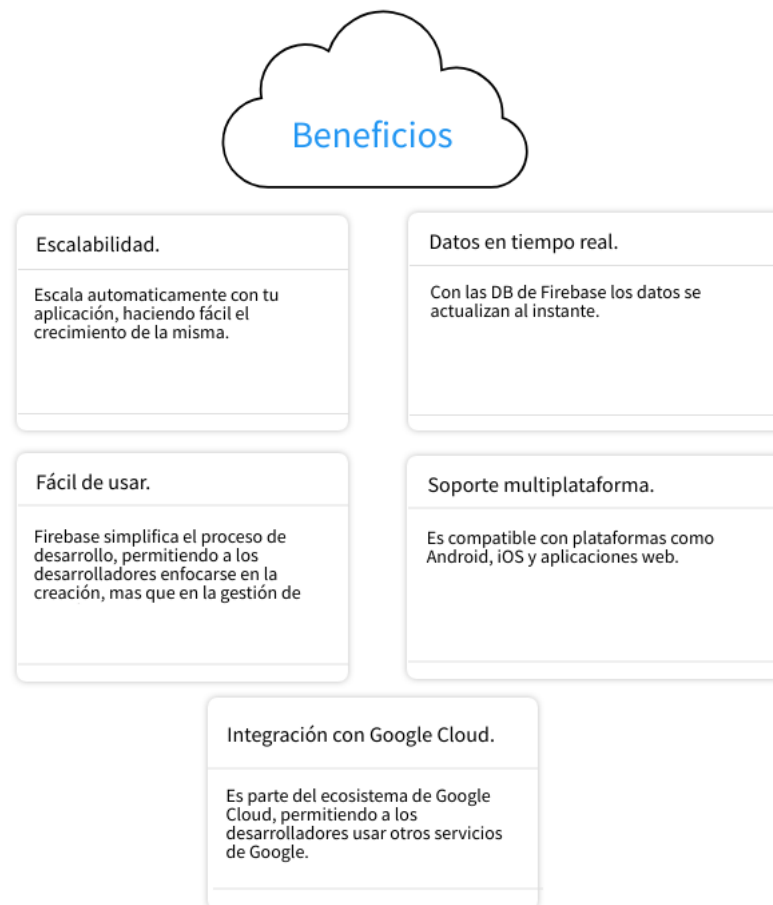 Beneficios
Escalabilidad.
Escala automaticamente con tu
aplicación, haciendo fácil el
crecimiento de la misma.
Datos en tiempo real.
Con las DB de Firebase los datos se
actualizan al instante.
Fácil de usar.
Firebase simplifica el proceso de
desarrollo, permitiendo a los
desarrolladores enfocarse en la
creación, mas que en la gestión de
Soporte multiplataforma.
Es compatible con plataformas como
Android, iOS y aplicaciones web.
Integración con Google Cloud.
Es parte del ecosistema de Google
Cloud, permitiendo a los
desarrolladores usar otros servicios
de Google.